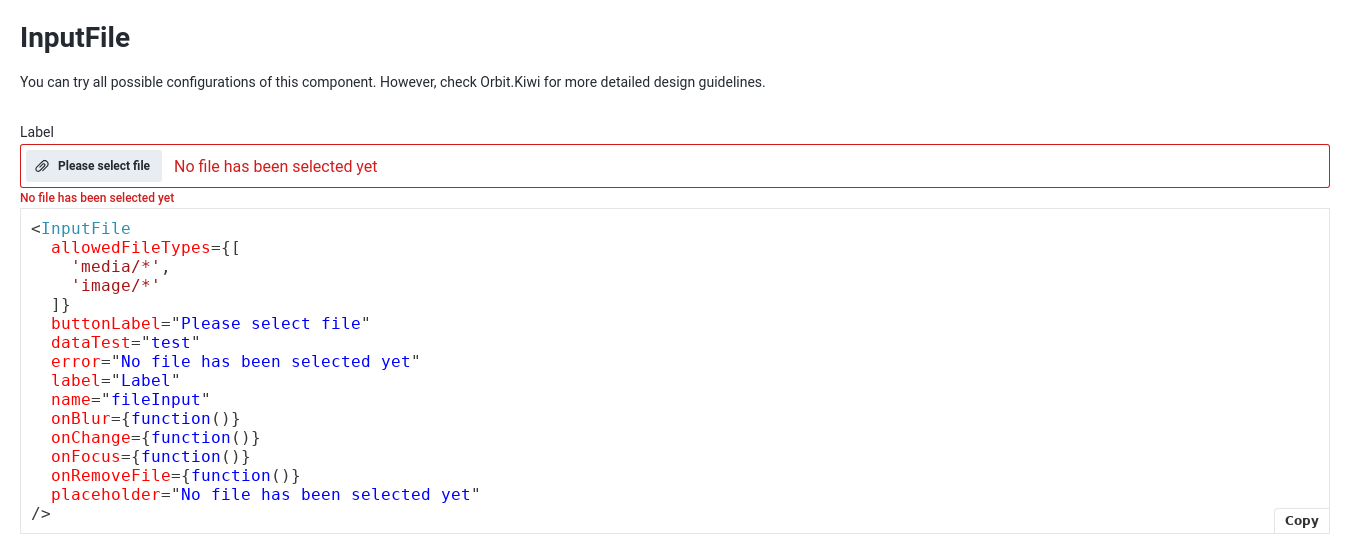 InputFile
You can try all possible configurations of this component. However, check Orbit.Kiwi for more detailed design guidelines.
Label
Please select file No file has been selected yet
No file has been selected yet
<InputFile
  allowedFileTypes={[
    'media/*',
    'image/*'
  ]}
  buttonLabel="Please select file"
  dataTest="test"
  error="No file has been selected yet"
  label="Label"
  name="fileInput"
  onBlur={function()}
  onChange={function()}
  onFocus={function()}
  onRemoveFile={function()}
  placeholder="No file has been selected yet"
/>
Copy